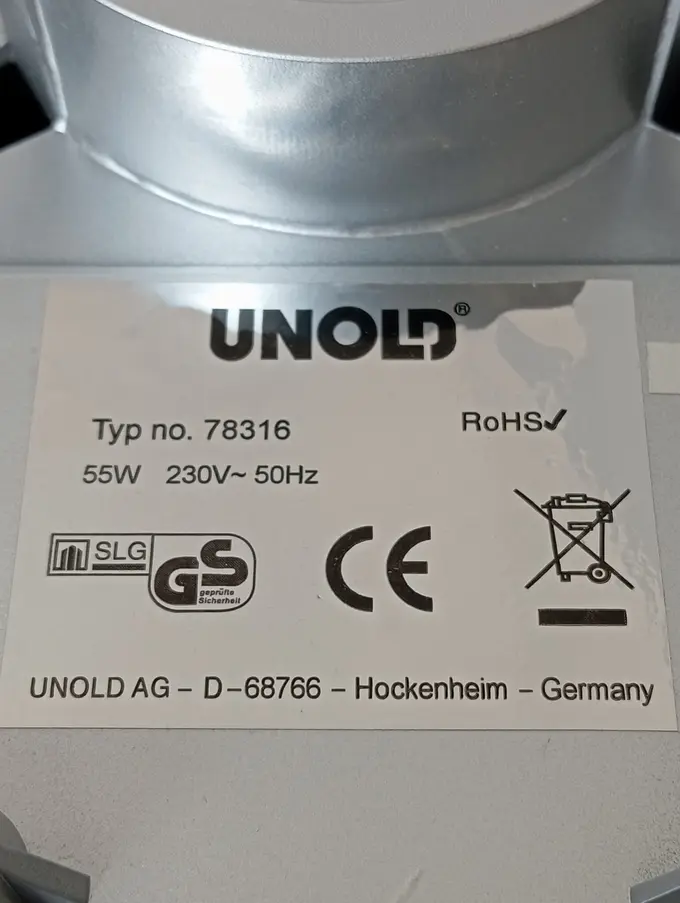 UNOLD®
Typ no. 78316
RoHS✓
55W 230V~ 50Hz
SLG
GS
geprüfte
Sicherheit
CE
UNOLD AG – D–68766 – Hockenheim – Germany